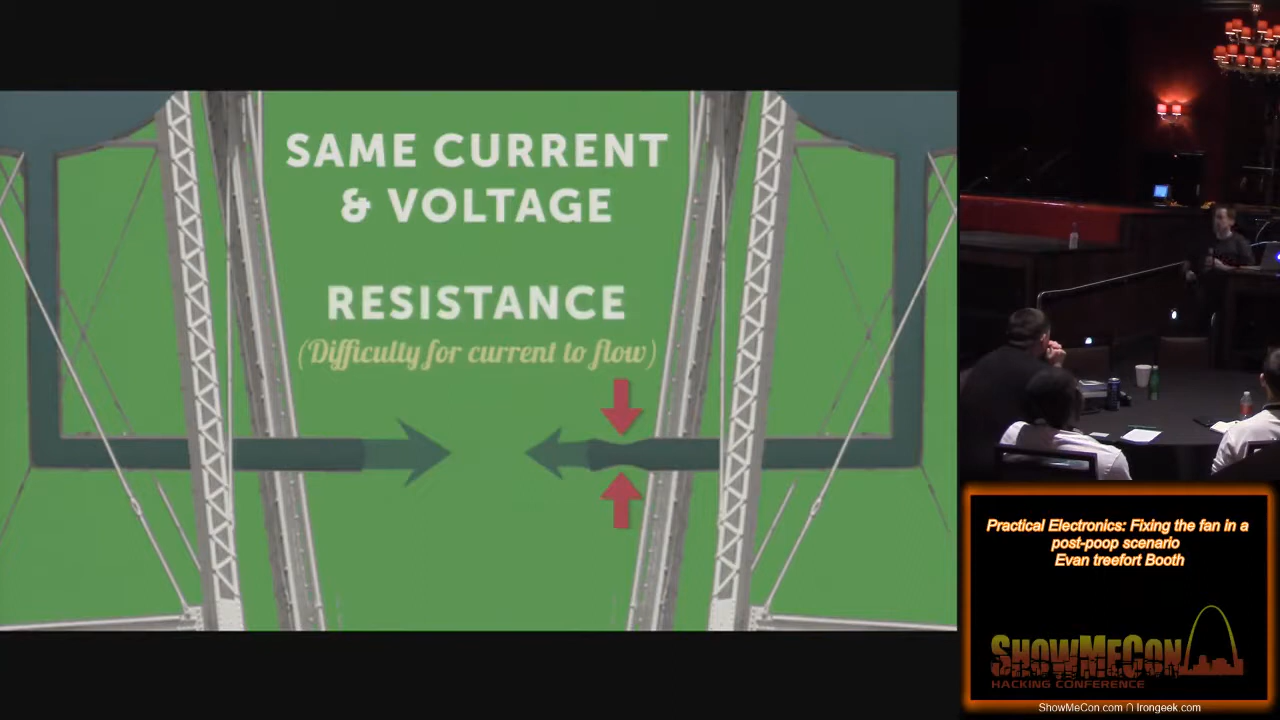 SAME CURRENT
& VOLTAGE
RESISTANCE
(Difficulty for current to flow)
Practical Electronics: Fixing the fan in a
post-poop scenario
Evan treefort Booth
SHOWMECON
HACKING CONFERENCE
ShowMeCon.com ∩ Irongeek.com